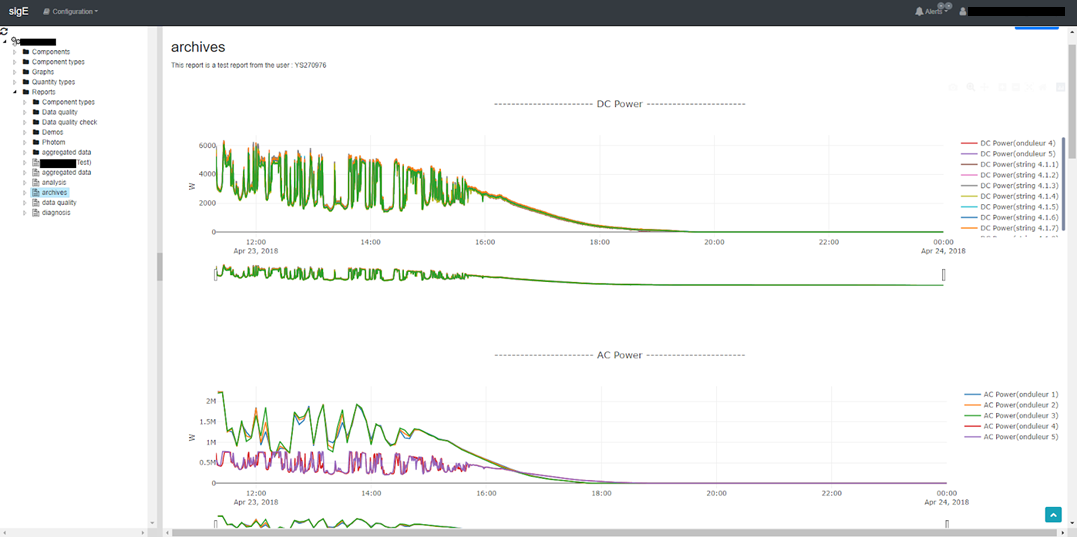 sigE Configuration Alerts
Components
Component types
Graphs
Quantity types
Reports
Component types
Data quality
Data quality check
Demos
Photom
aggregated data
Test)
aggregated data
analysis
archives
data quality
diagnosis
archives
This report is a test report from the user : YS270976
DC Power
6000
4000
2000
0
W
12:00
Apr 23, 2018
14:00
16:00
18:00
20:00
22:00
00:00
Apr 24, 2018
DC Power(onduleur 4)
DC Power(onduleur 5)
DC Power(string 4.1.1)
DC Power(string 4.1.2)
DC Power(string 4.1.3)
DC Power(string 4.1.4)
DC Power(string 4.1.5)
DC Power(string 4.1.6)
DC Power(string 4.1.7)
AC Power
2M
1.5M
1M
0.5M
0
W
12:00
Apr 23, 2018
14:00
16:00
18:00
20:00
22:00
00:00
Apr 24, 2018
AC Power(onduleur 1)
AC Power(onduleur 2)
AC Power(onduleur 3)
AC Power(onduleur 4)
AC Power(onduleur 5)